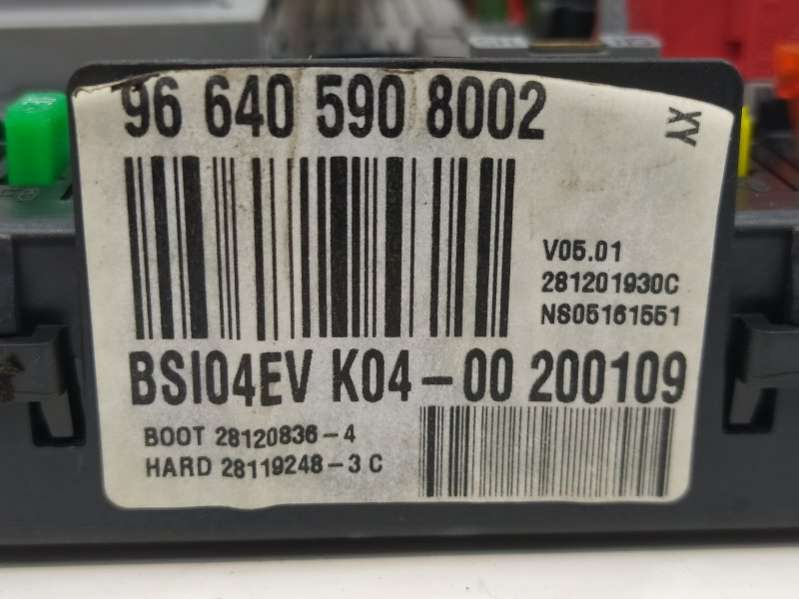 96 640 590 8002
XY
V05.01
281201930C
NS05161551
BSI04EV K04-00 200109
BOOT 28120836-4
HARD 28119248-3 C